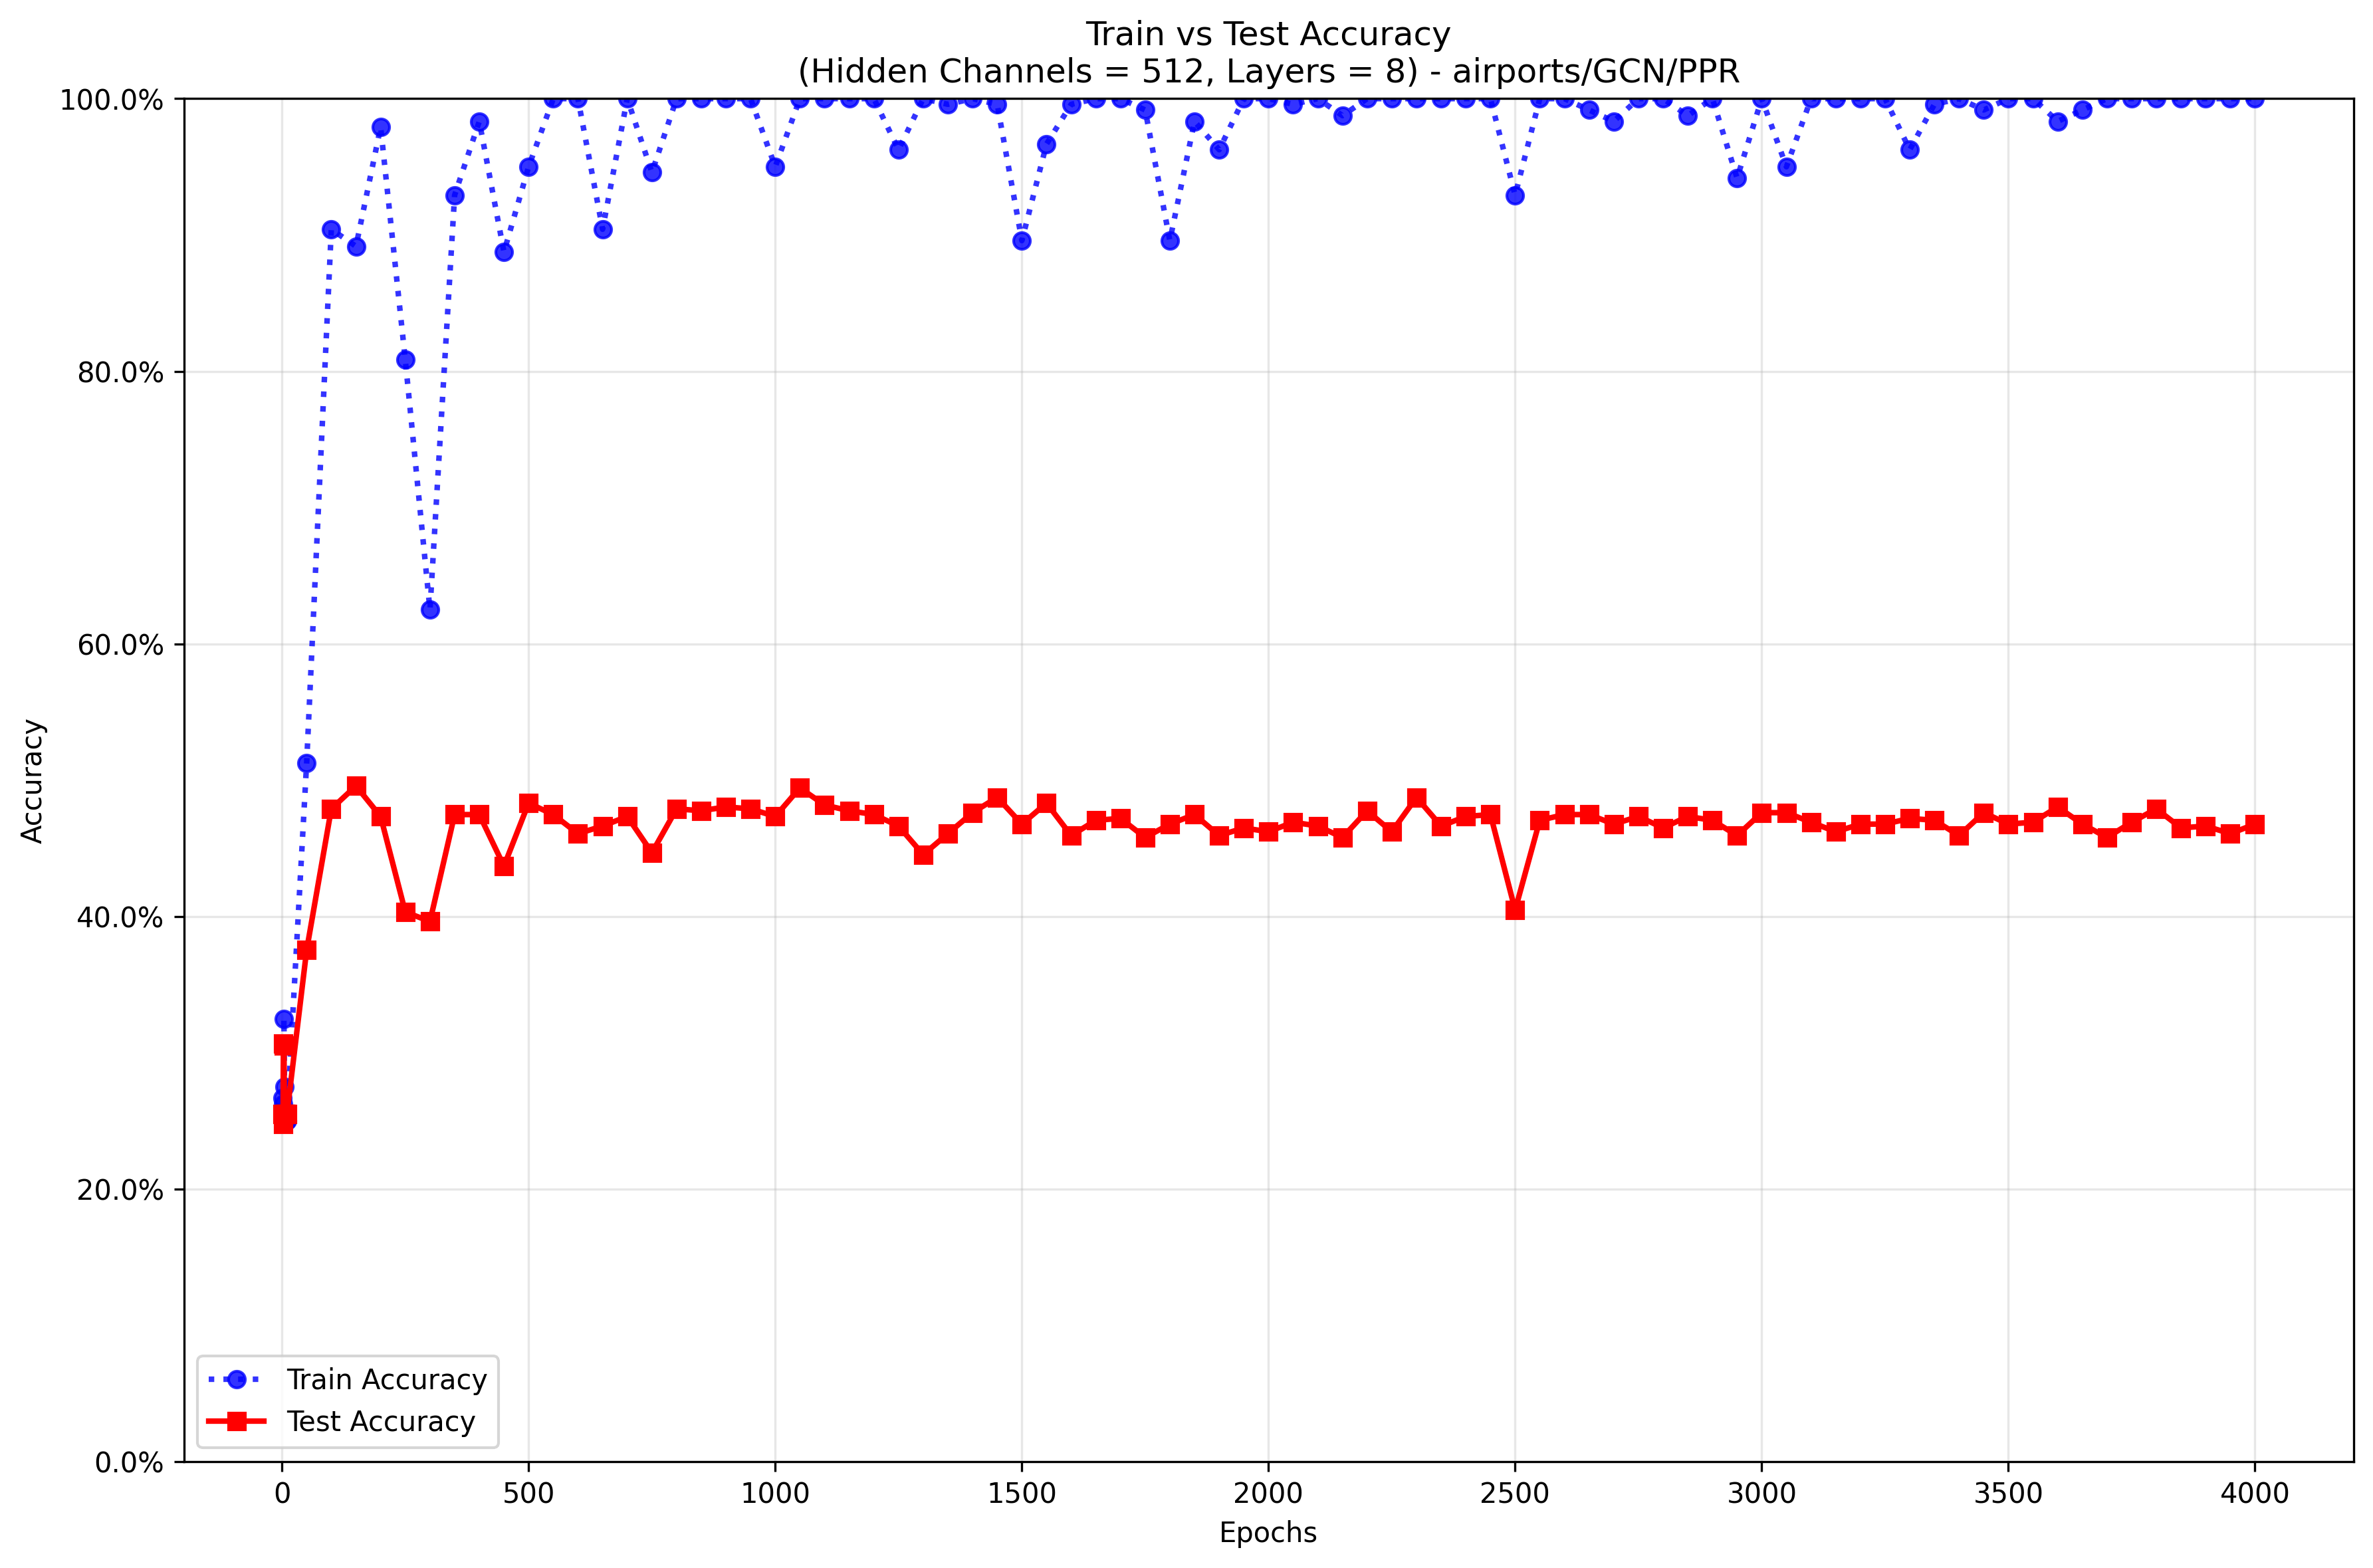 Train vs Test Accuracy
(Hidden Channels = 512, Layers = 8) - airports/GCN/PPR
100.0%
80.0%
60.0%
40.0%
20.0%
0.0%
Accuracy
Train Accuracy
Test Accuracy
0 500 1000 1500 2000 2500 3000 3500 4000
Epochs